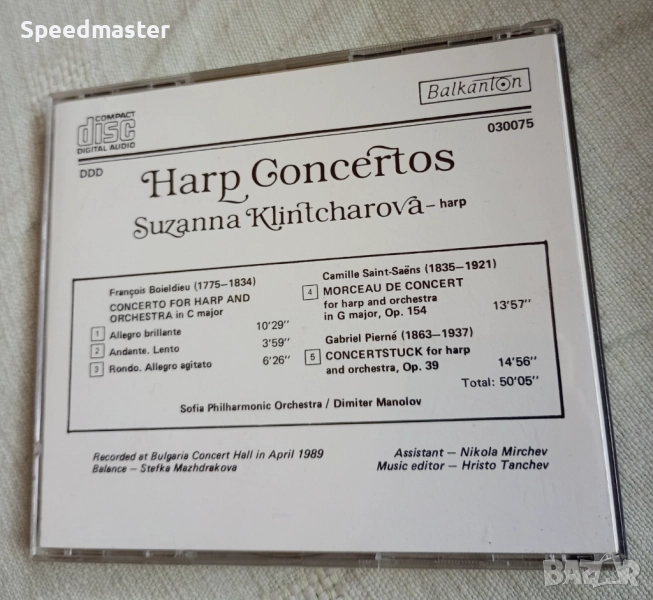 Speedmaster
COMPACT
disc
DIGITAL AUDIO
Balkanton
DDD
030075
Harp Concertos
Suzanna Klintcharova – harp
François Boieldieu (1775–1834)
CONCERTO FOR HARP AND
ORCHESTRA in C major
1 Allegro brillante 10'29"
2 Andante. Lento 3'59"
3 Rondo. Allegro agitato 6'26"
Camille Saint-Saëns (1835–1921)
4 MORCEAU DE CONCERT
for harp and orchestra
in G major, Op. 154 13'57"
Gabriel Pierné (1863–1937)
5 CONCERTSTUCK for harp
and orchestra, Op. 39 14'56"
Total: 50'05"
Sofia Philharmonic Orchestra / Dimiter Manolov
Recorded at Bulgaria Concert Hall in April 1989
Balance – Stefka Mazhdrakova
Assistant – Nikola Mirchev
Music editor – Hristo Tanchev
BAZAR